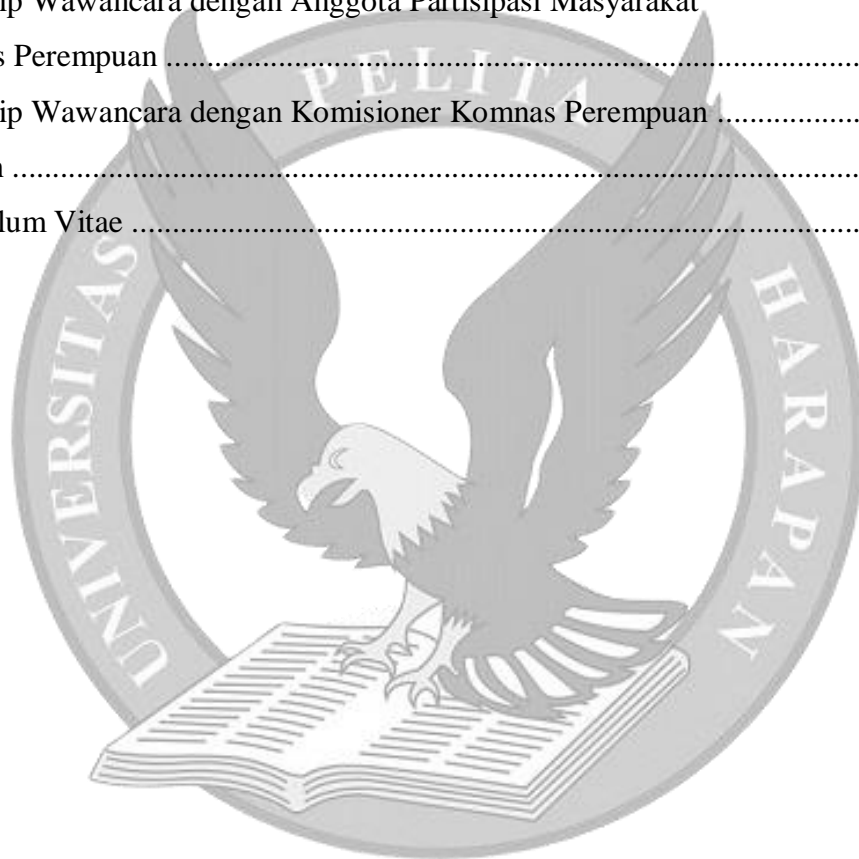 ip Wawancara dengan Anggota Partisipasi Masyarakat
s Perempuan ........................................................................................
ip Wawancara dengan Komisioner Komnas Perempuan ..................
n ............................................................................................................
lum Vitae .............................................................................................
UNIVERSITAS PELITA HARAPAN